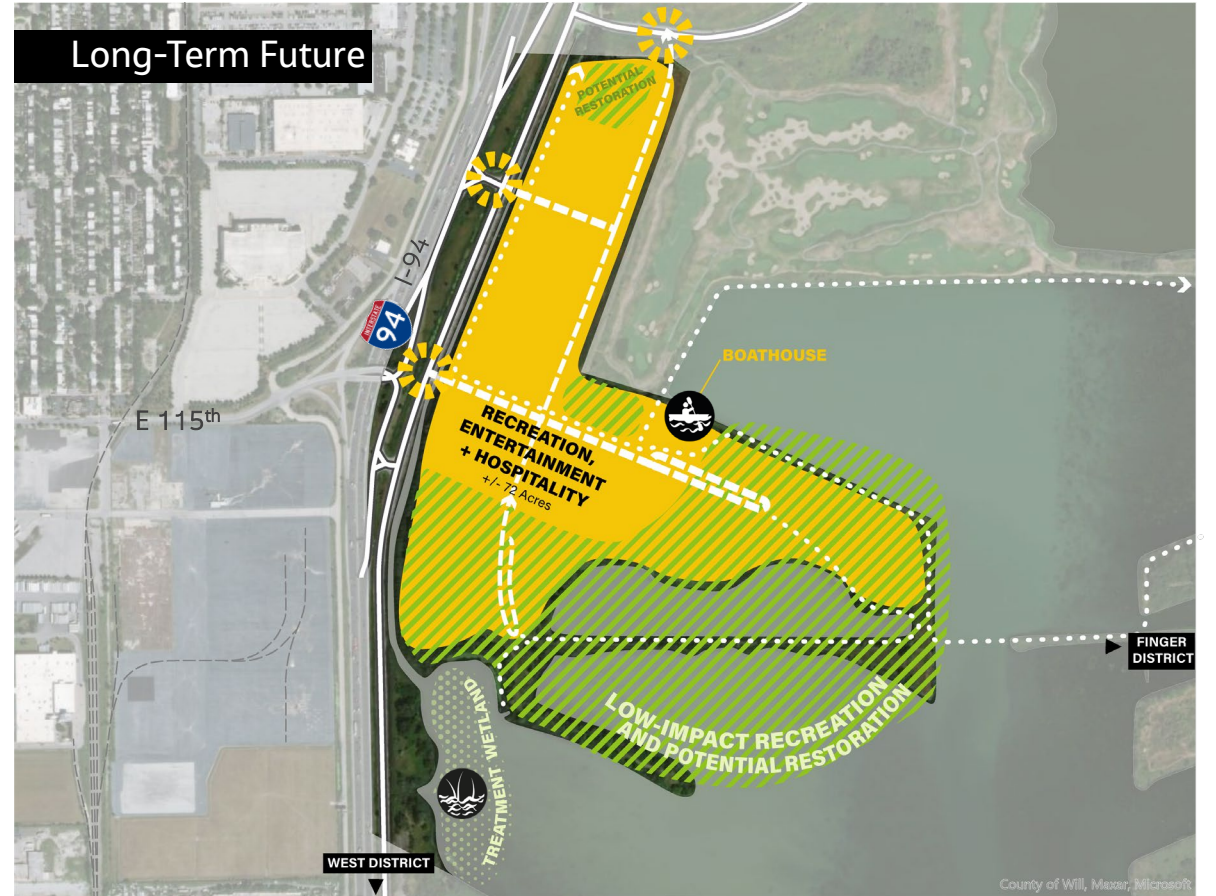 Long-Term Future
POTENTIAL
RESTORATION
I-94
INTERSTATE
94
BOATHOUSE
E 115th
RECREATION,
ENTERTAINMENT
+ HOSPITALITY
+/- 72 Acres
FINGER
DISTRICT
LOW-IMPACT RECREATION
AND POTENTIAL RESTORATION
TREATMENT WETLAND
WEST DISTRICT
County of Will, Maxar, Microsoft